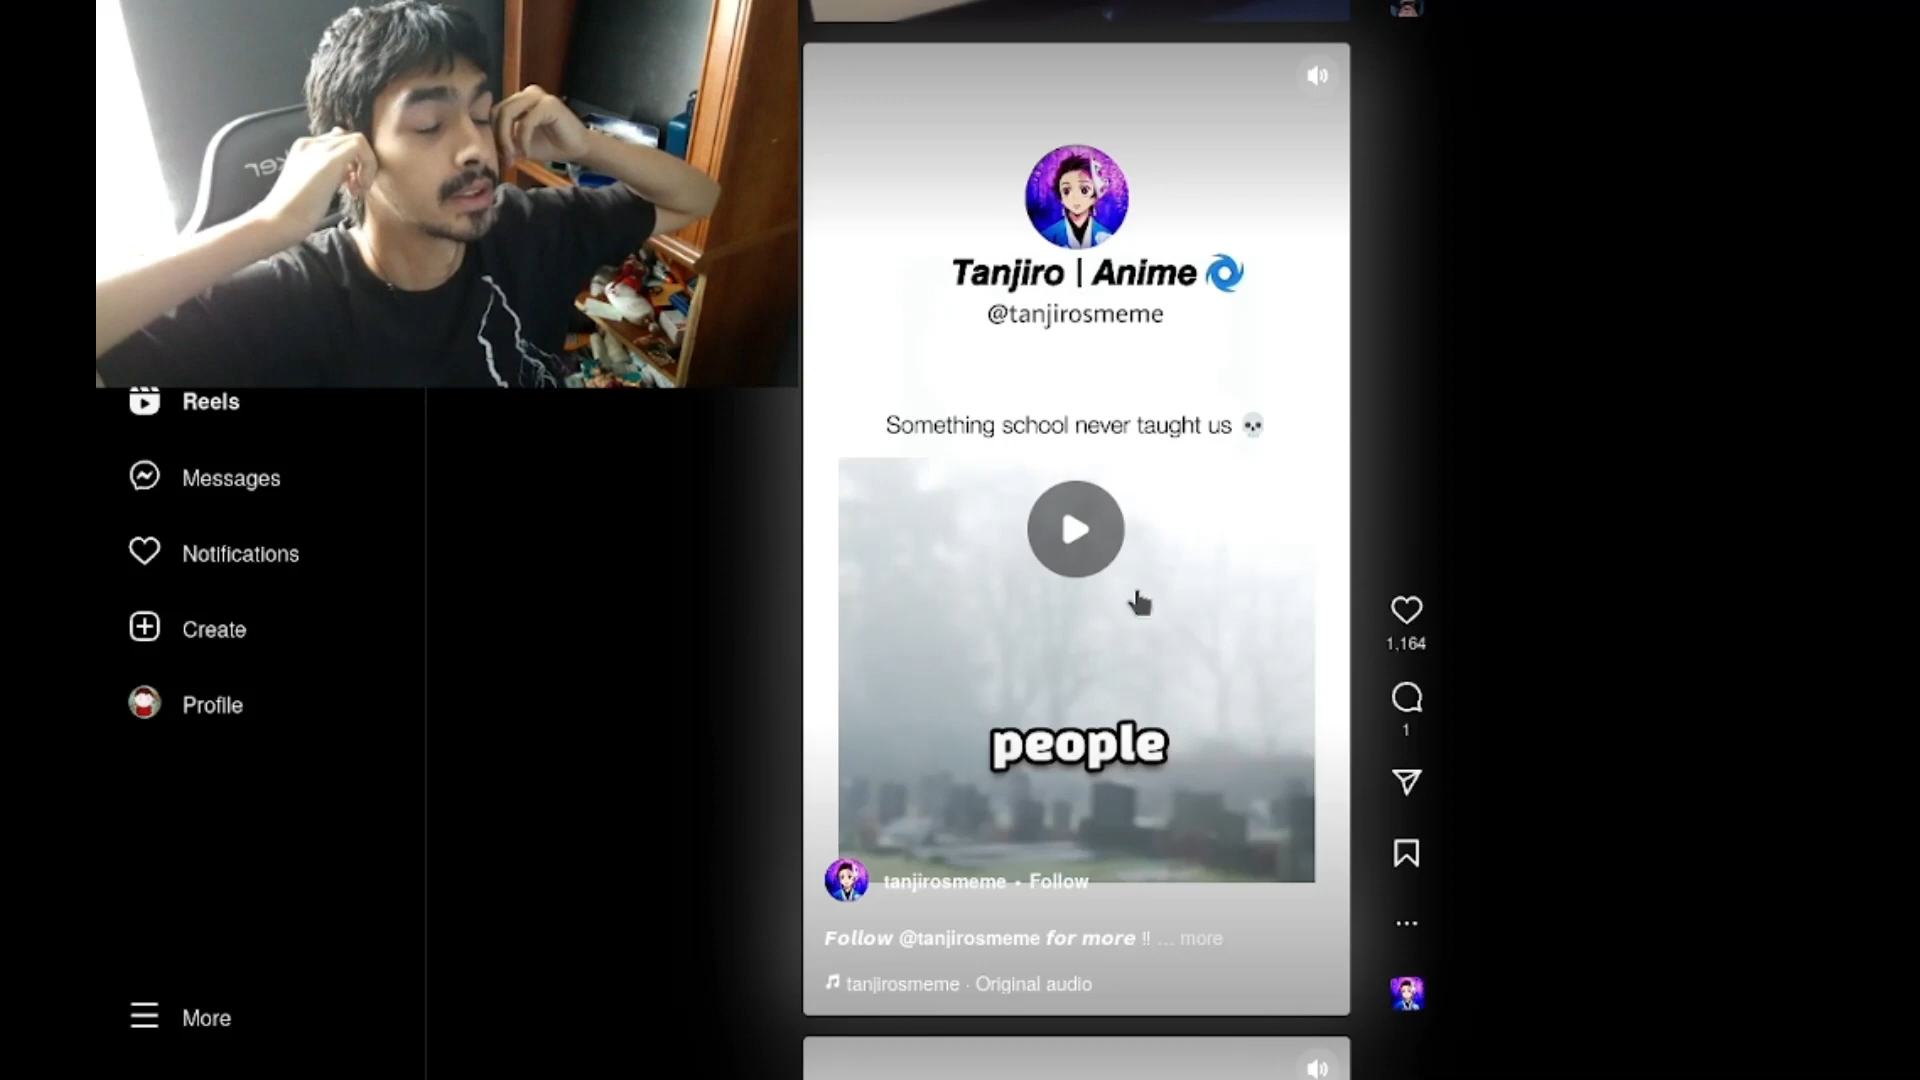 Tanjiro | Anime
@tanjirosmeme
Something school never taught us 💀
people
tanjirosmeme • Follow
Follow @tanjirosmeme for more ‼ ... more
tanjirosmeme · Original audio
Reels
Messages
Notifications
Create
Profile
More
1,164
1